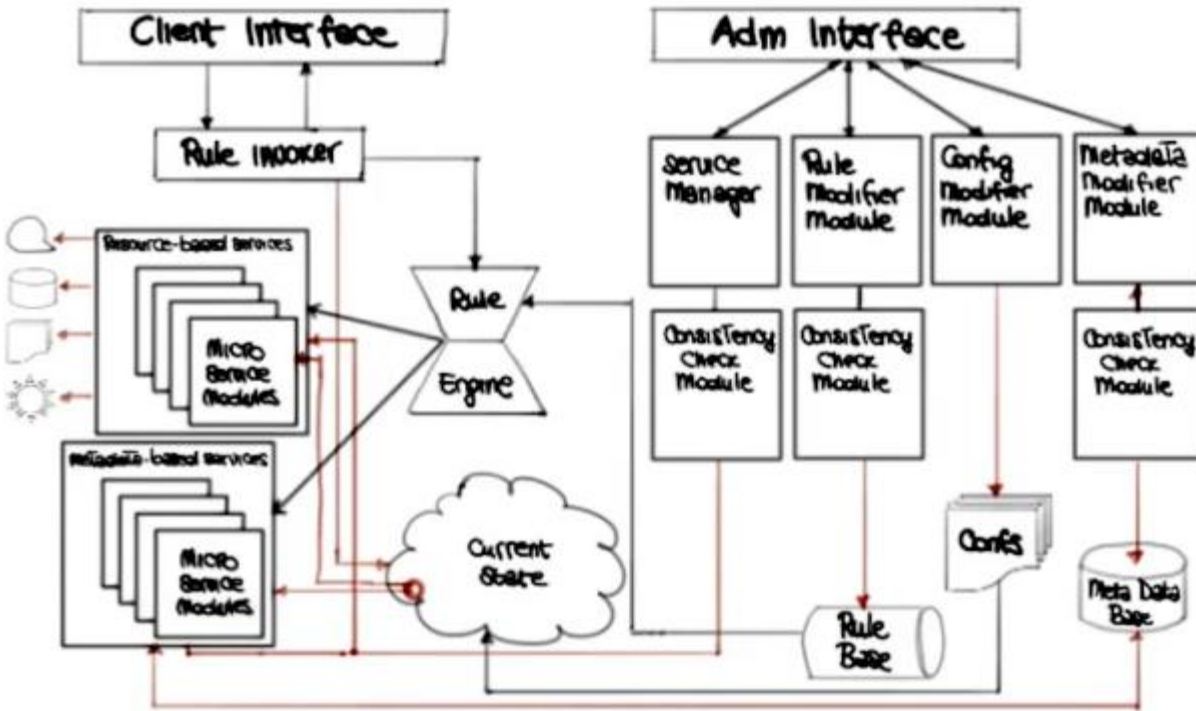 Client Interface
Adm Interface
Rule Invoker
Service
Manager
Rule
Modifier
Module
Config
Modifier
Module
Metadata
Modifier
Module
Resource-based services
Micro
Service
Modules
Rule
Engine
Consistency
Check
Module
Consistency
Check
Module
Consistency
Check
Module
Metadata-based services
Micro
Service
Modules
Current
State
Confs
Rule
Base
Meta Data
Base